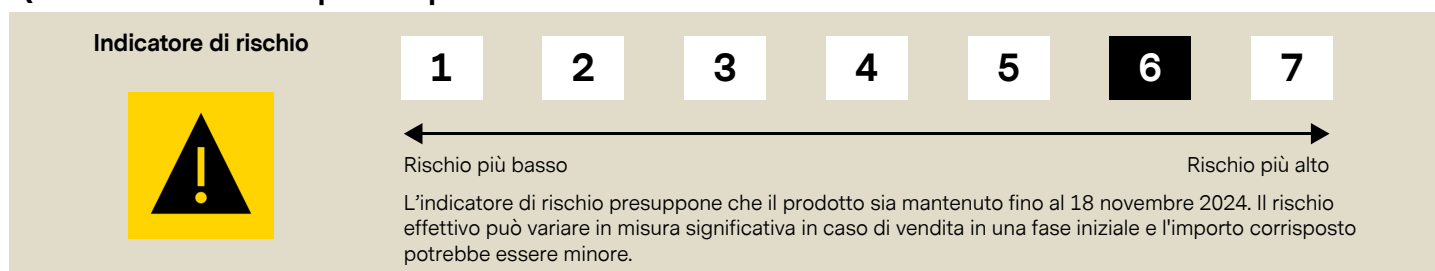 Indicatore di rischio
1 2 3 4 5 6 7
Rischio più basso Rischio più alto
L'indicatore di rischio presuppone che il prodotto sia mantenuto fino al 18 novembre 2024. Il rischio
effettivo può variare in misura significativa in caso di vendita in una fase iniziale e l'importo corrisposto
potrebbe essere minore.